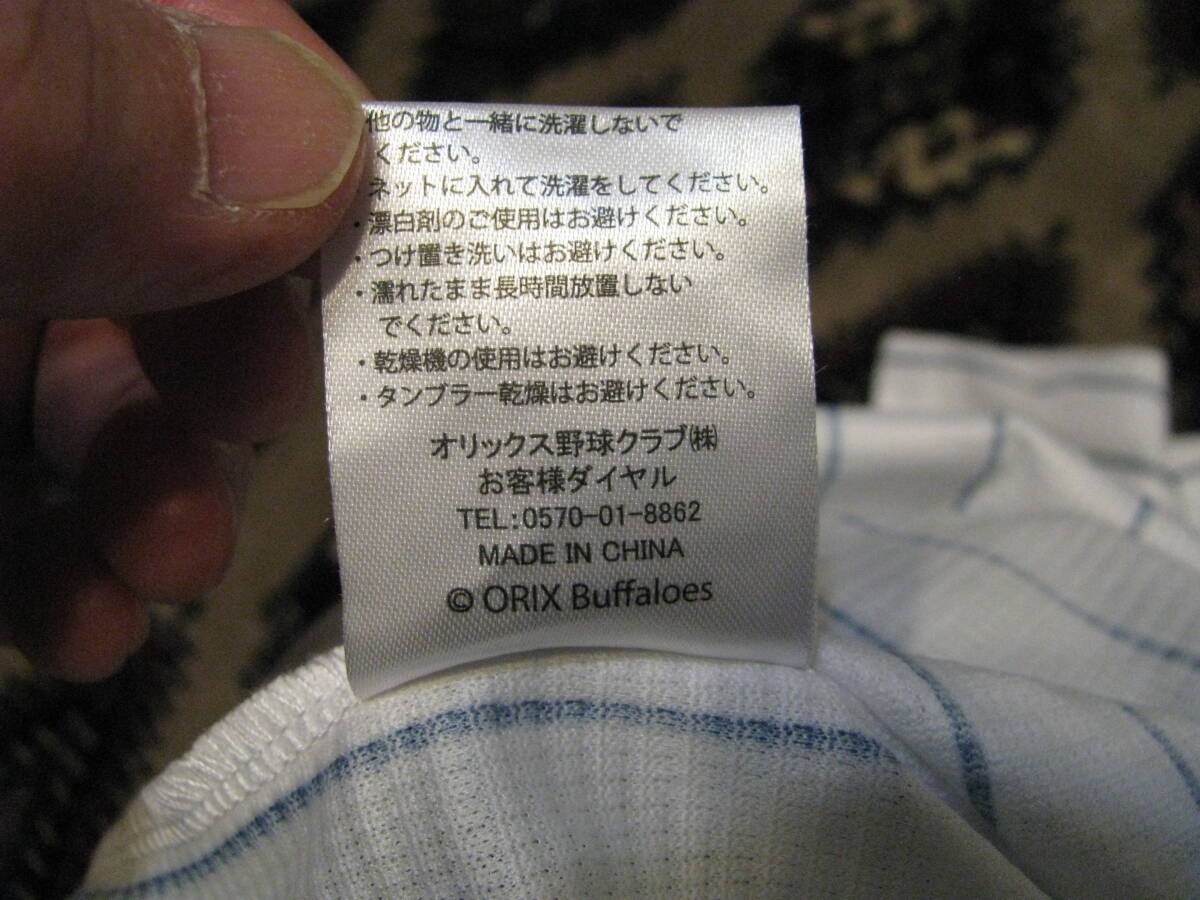 他の物と一緒に洗濯しないで
ください。
・ネットに入れて洗濯をしてください。
・漂白剤のご使用はお避けください。
・つけ置き洗いはお避けください。
・濡れたまま長時間放置しない
でください。
・乾燥機の使用はお避けください。
・タンブラー乾燥はお避けください。
オリックス野球クラブ㈱
お客様ダイヤル
TEL:0570-01-8862
MADE IN CHINA
© ORIX Buffaloes